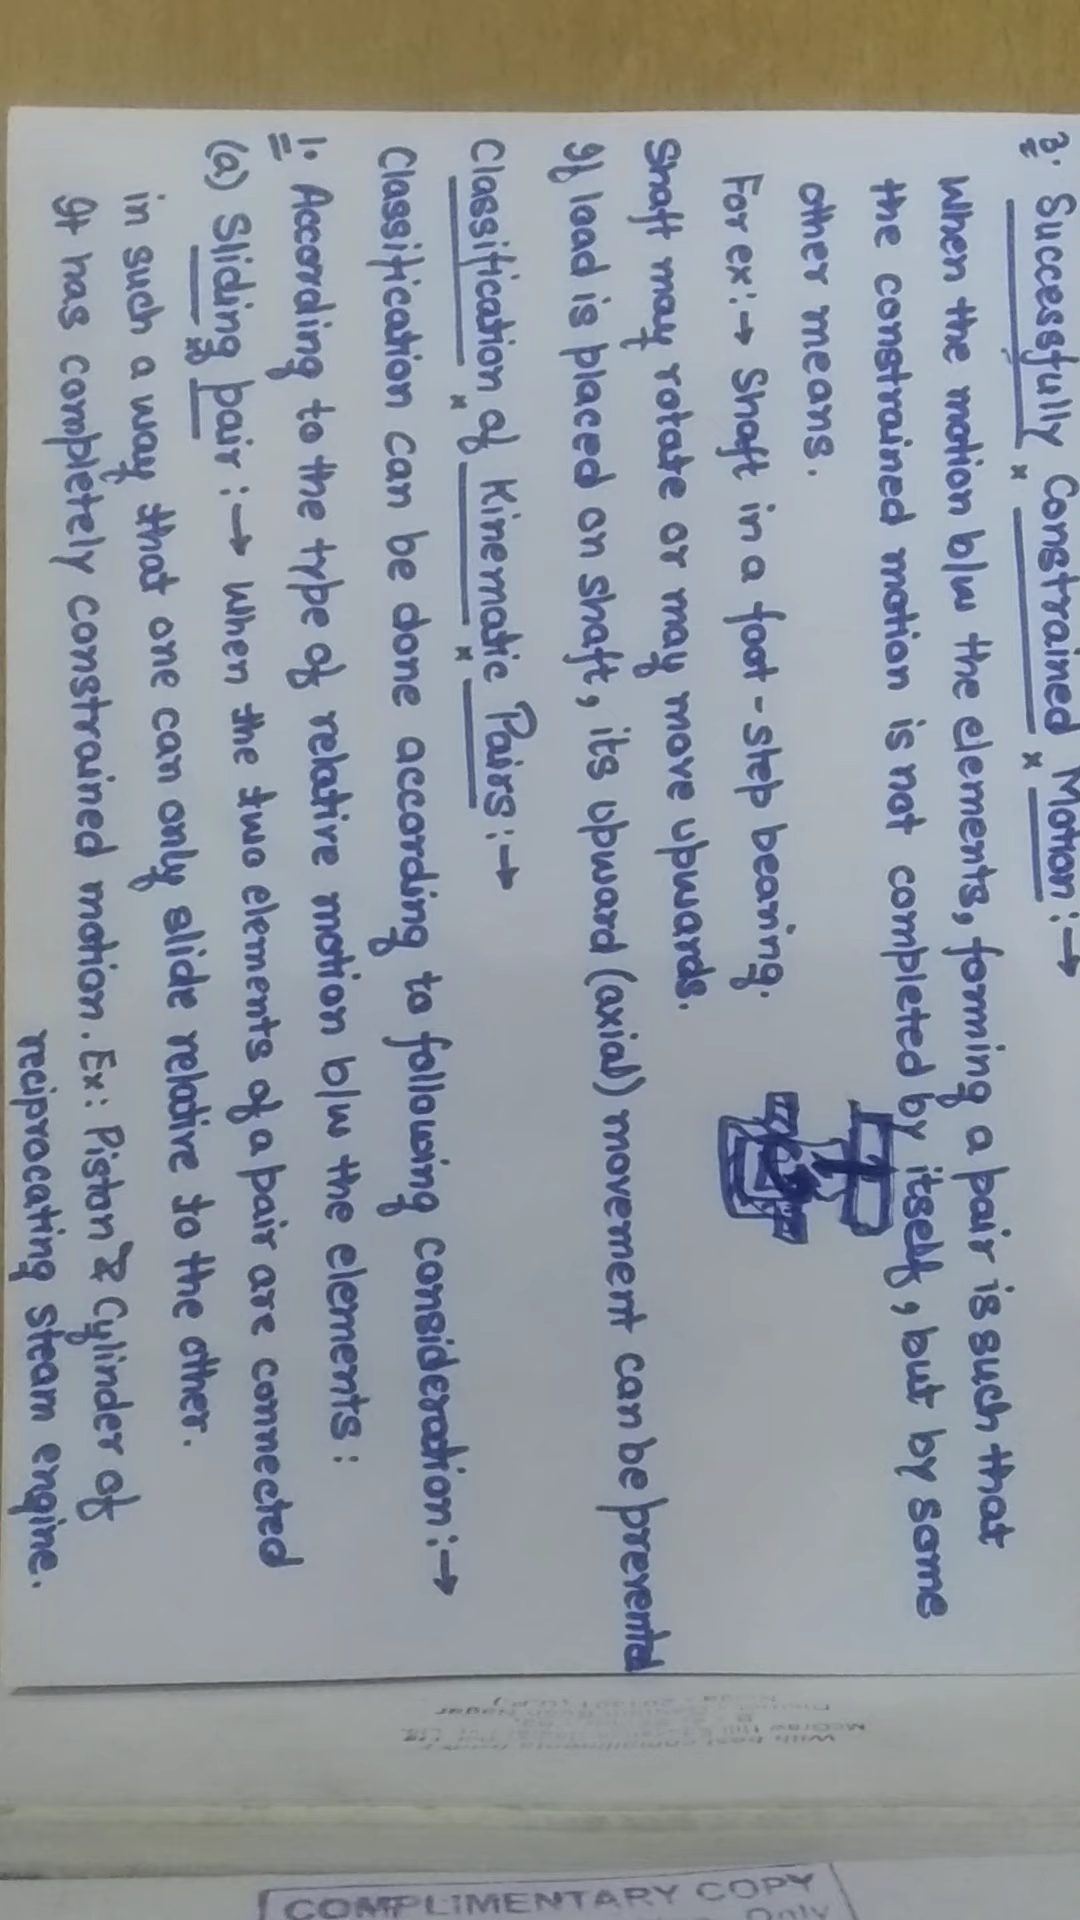 3. Successfully Constrained Motion :→
When the motion b/w the elements, forming a pair is such that
the constrained motion is not completed by itself, but by some
other means.
For ex :→ Shaft in a foot-step bearing.
Shaft may rotate or may move upwards.
If load is placed on shaft, its upward (axial) movement can be prevented
Classification of Kinematic Pairs :→
Classification can be done according to following consideration :→
1. According to the type of relative motion b/w the elements :
(a) Sliding pair :→ When the two elements of a pair are connected
in such a way that one can only slide relative to the other.
It has completely constrained motion. Ex: Piston & Cylinder of
reciprocating steam engine.
COMPLIMENTARY COPY
Only